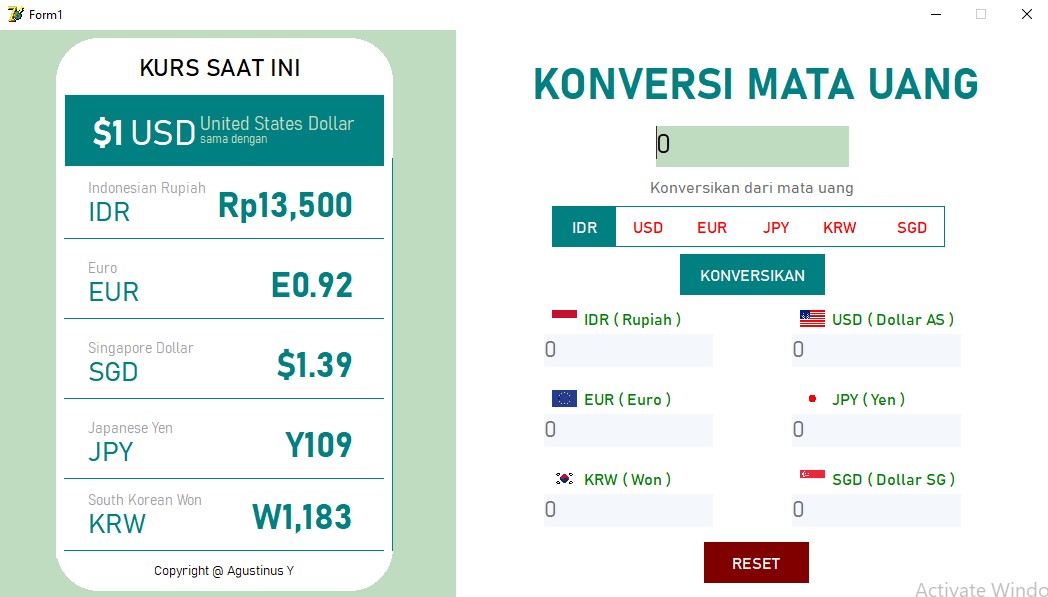 Form1
KURS SAAT INI
$1 USD United States Dollar
sama dengan
Indonesian Rupiah
IDR Rp13,500
Euro
EUR E0.92
Singapore Dollar
SGD $1.39
Japanese Yen
JPY Y109
South Korean Won
KRW W1,183
Copyright @ Agustinus Y
KONVERSI MATA UANG
0
Konversikan dari mata uang
IDR USD EUR JPY KRW SGD
KONVERSIKAN
IDR ( Rupiah ) USD ( Dollar AS )
0 0
EUR ( Euro ) JPY ( Yen )
0 0
KRW ( Won ) SGD ( Dollar SG )
0 0
RESET
Activate Windo